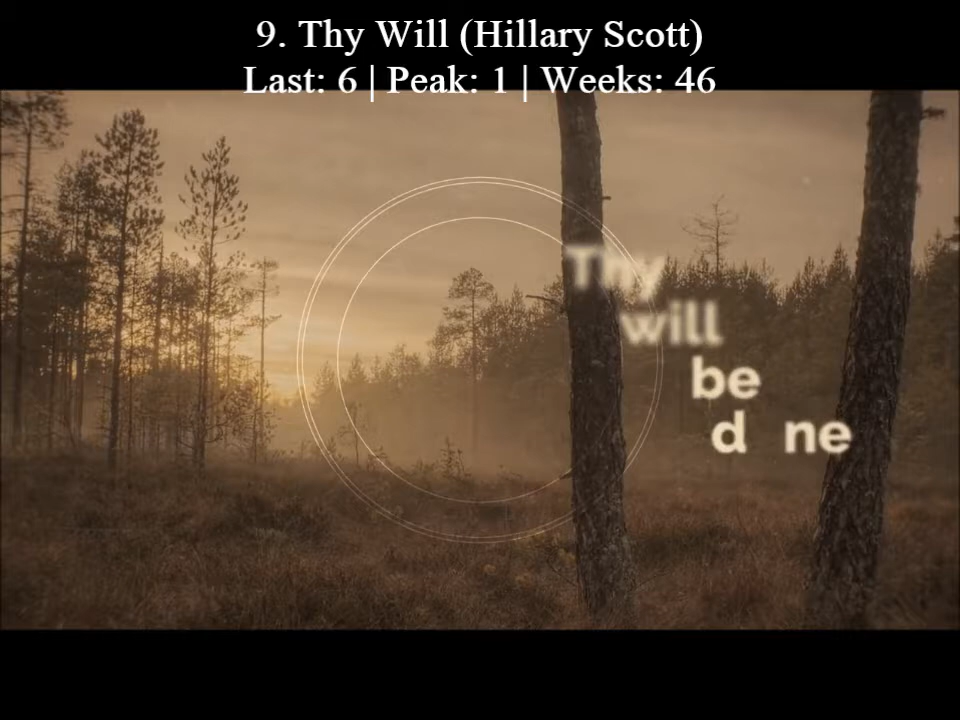 9. Thy Will (Hillary Scott)
Last: 6 | Peak: 1 | Weeks: 46
Thy
will
be
d ne